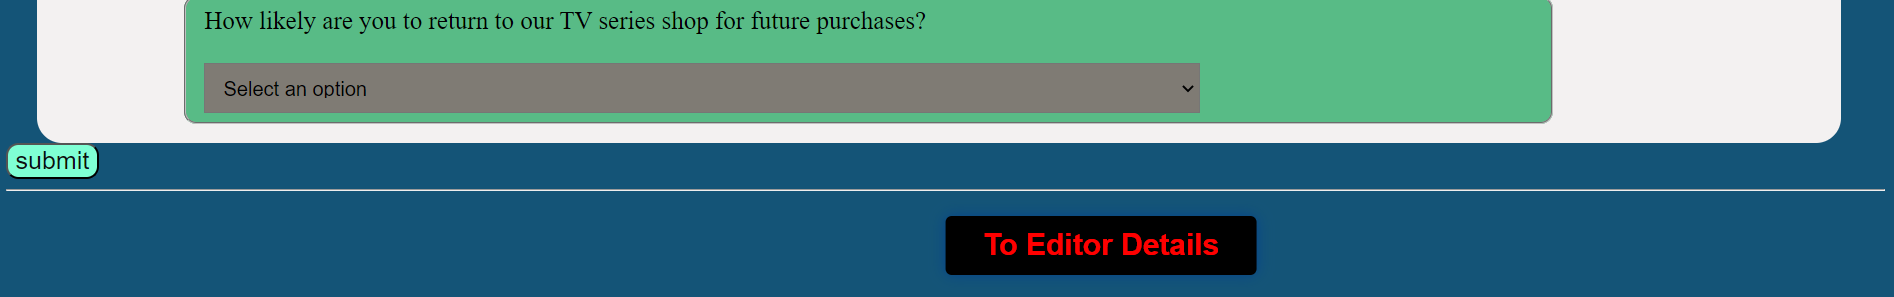 How likely are you to return to our TV series shop for future purchases?
Select an option
submit
To Editor Details